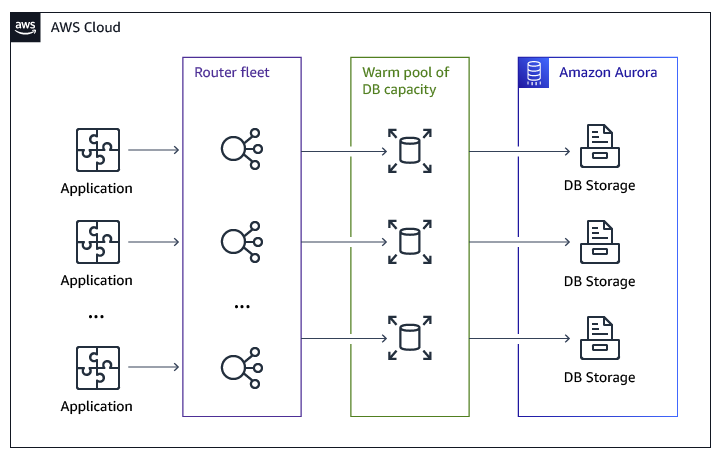 aws
AWS Cloud
Router fleet
Warm pool of
DB capacity
Amazon Aurora
Application
DB Storage
Application
DB Storage
...
...
Application
DB Storage